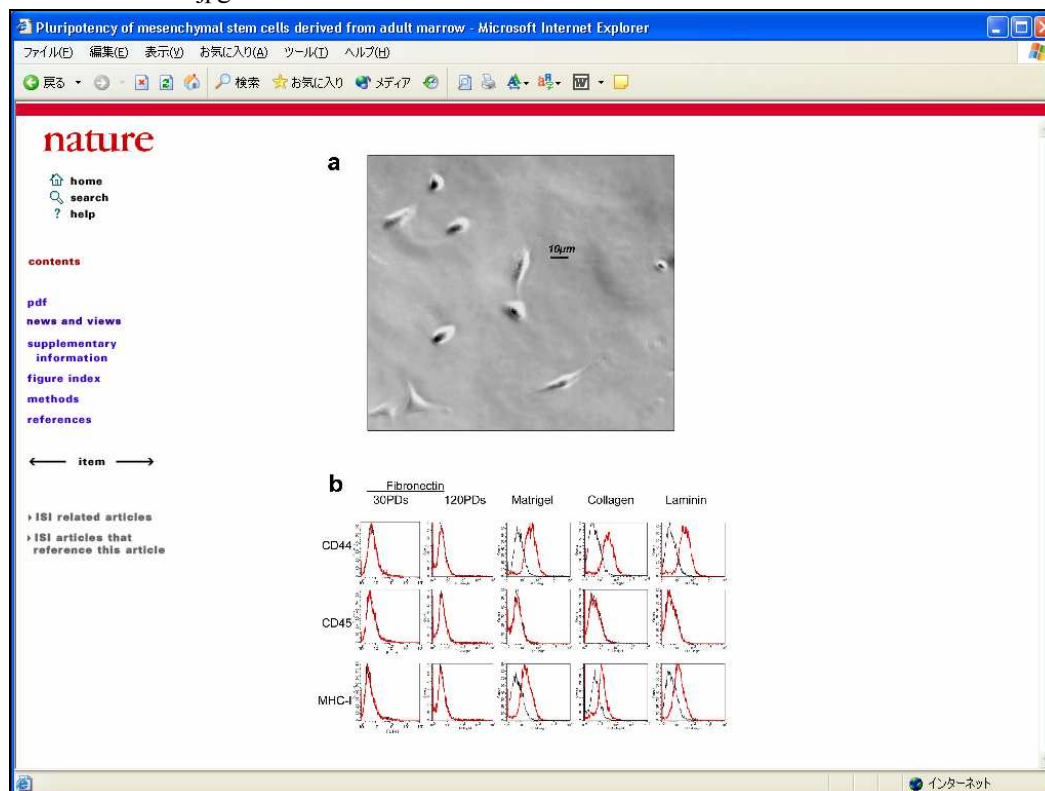 jpg
Pluripotency of mesenchymal stem cells derived from adult marrow - Microsoft Internet Explorer
ファイル(F) 編集(E) 表示(V) お気に入り(A) ツール(T) ヘルプ(H)
戻る 検索 お気に入り メディア
nature
home
search
help
contents
pdf
news and views
supplementary
information
figure index
methods
references
item
ISI related articles
ISI articles that
reference this article
a
10µm
b
Fibronectin
30PDs 120PDs Matrigel Collagen Laminin
CD44
CD45
MHC-I
インターネット